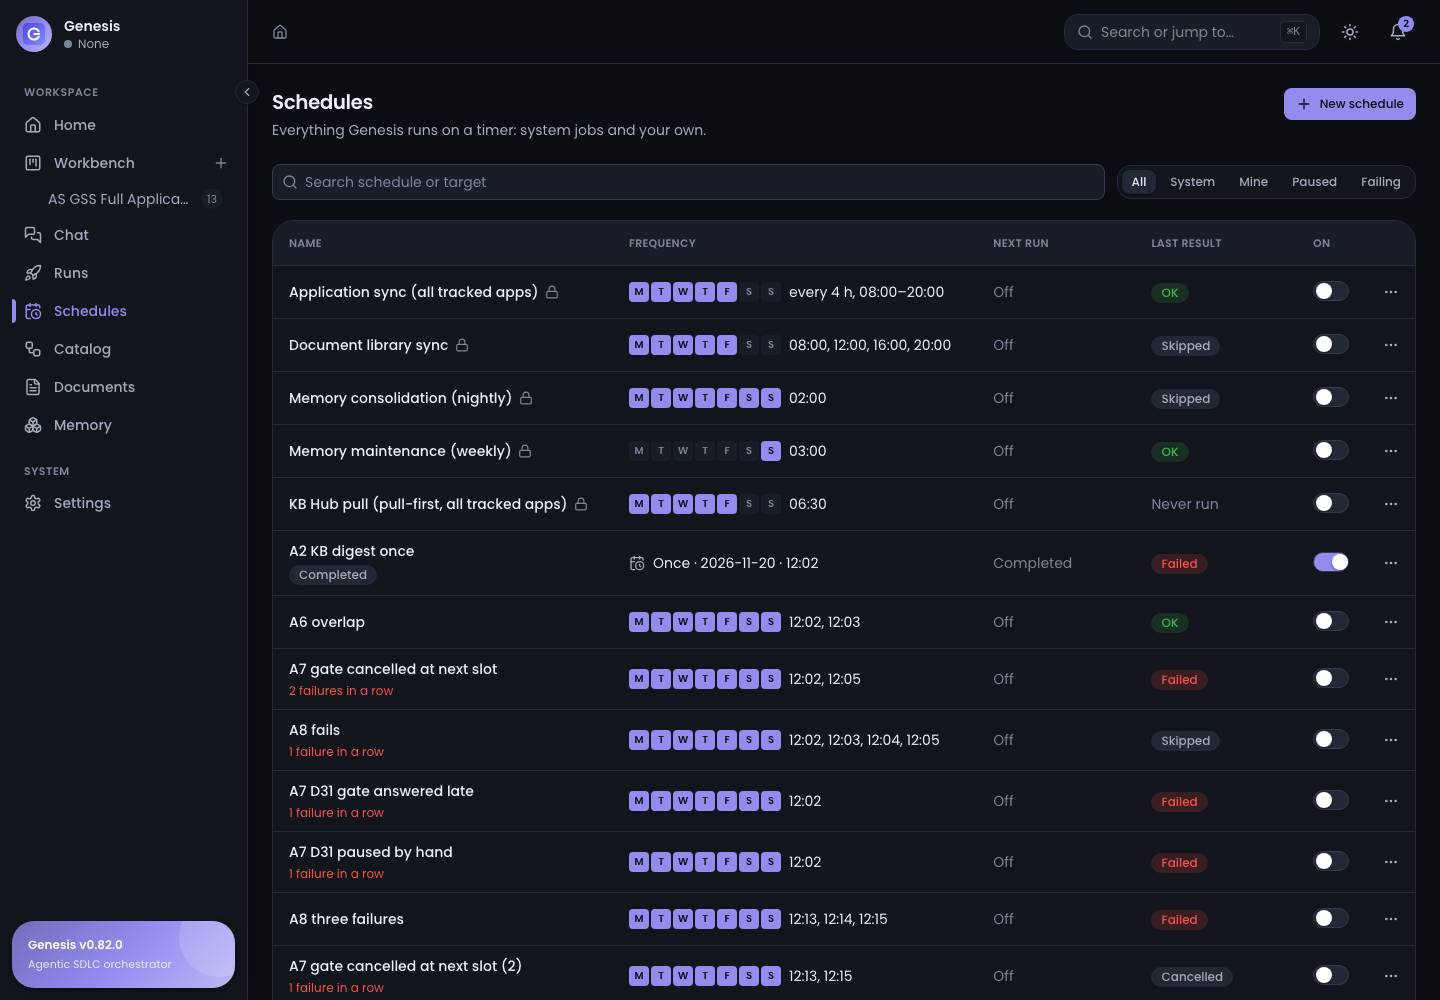 Genesis
None
WORKSPACE
Home
Workbench
AS GSS Full Applica...
13
Chat
Runs
Schedules
Catalog
Documents
Memory
SYSTEM
Settings
Genesis v0.82.0
Agentic SDLC orchestrator
Search or jump to...
⌘K
2
Schedules
Everything Genesis runs on a timer: system jobs and your own.
New schedule
Search schedule or target
All System Mine Paused Failing
NAME FREQUENCY NEXT RUN LAST RESULT ON
Application sync (all tracked apps) M T W T F S S every 4 h, 08:00–20:00 Off OK
Document library sync M T W T F S S 08:00, 12:00, 16:00, 20:00 Off Skipped
Memory consolidation (nightly) M T W T F S S 02:00 Off Skipped
Memory maintenance (weekly) M T W T F S S 03:00 Off OK
KB Hub pull (pull-first, all tracked apps) M T W T F S S 06:30 Off Never run
A2 KB digest once
Completed
Once · 2026-11-20 · 12:02 Completed Failed
A6 overlap M T W T F S S 12:02, 12:03 Off OK
A7 gate cancelled at next slot
2 failures in a row
M T W T F S S 12:02, 12:05 Off Failed
A8 fails
1 failure in a row
M T W T F S S 12:02, 12:03, 12:04, 12:05 Off Skipped
A7 D31 gate answered late
1 failure in a row
M T W T F S S 12:02 Off Failed
A7 D31 paused by hand
1 failure in a row
M T W T F S S 12:02 Off Failed
A8 three failures M T W T F S S 12:13, 12:14, 12:15 Off Failed
A7 gate cancelled at next slot (2)
1 failure in a row
M T W T F S S 12:13, 12:15 Off Cancelled